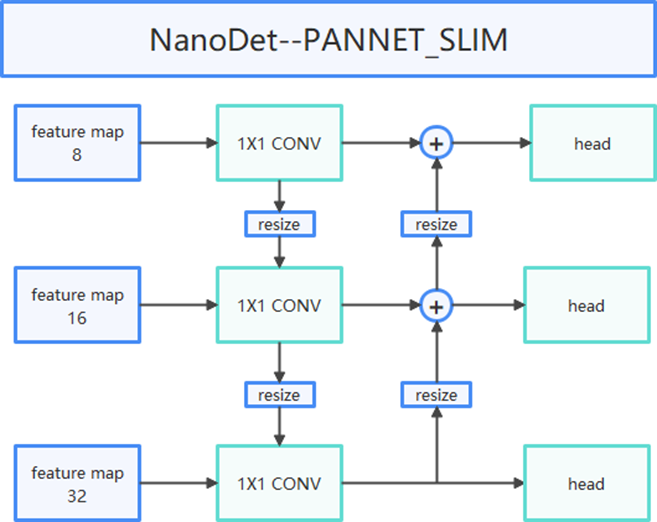 NanoDet--PANNET_SLIM
feature map
8
1X1 CONV
+
head
resize
resize
feature map
16
1X1 CONV
+
head
resize
resize
feature map
32
1X1 CONV
head